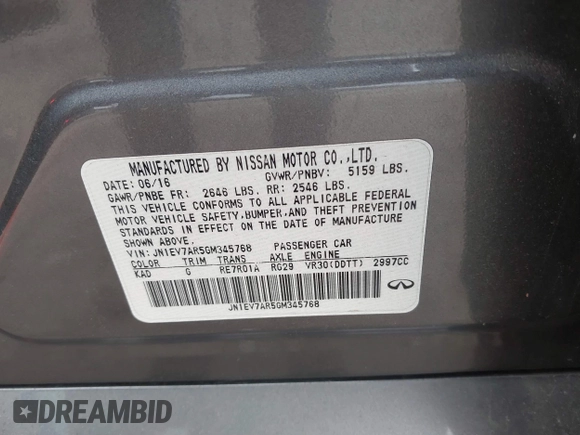 MANUFACTURED BY NISSAN MOTOR CO.,LTD.
DATE: 06/16 GVWR/PNBV: 5159 LBS.
GAWR/PNBE FR: 2646 LBS. RR: 2546 LBS.
THIS VEHICLE CONFORMS TO ALL APPLICABLE FEDERAL
MOTOR VEHICLE SAFETY,BUMPER,AND THEFT PREVENTION
STANDARDS IN EFFECT ON THE DATE OF MANUFACTURE
SHOWN ABOVE.
VIN: JN1EV7AR5GM345768 PASSENGER CAR
COLOR TRIM TRANS AXLE ENGINE
KAD G RE7R01A RG29 VR30(DDTT) 2997CC
JN1EV7AR5GM345768
DREAMBID